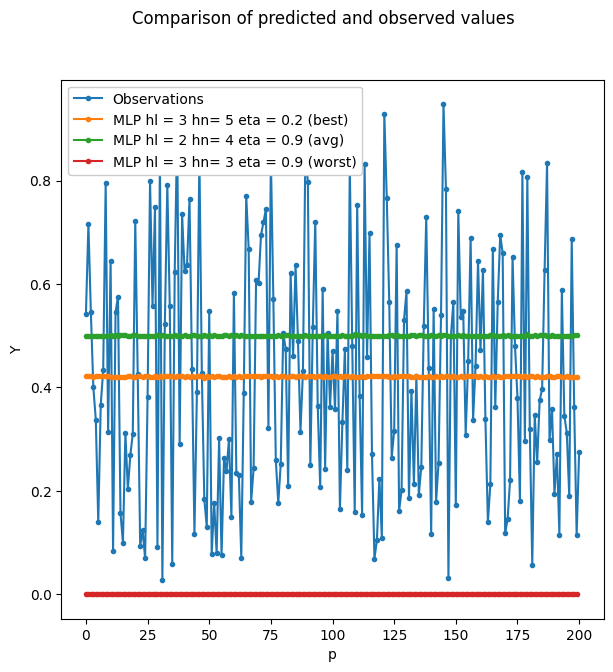 Comparison of predicted and observed values
Observations
MLP hl = 3 hn= 5 eta = 0.2 (best)
MLP hl = 2 hn= 4 eta = 0.9 (avg)
MLP hl = 3 hn= 3 eta = 0.9 (worst)
0.8
0.6
0.4
0.2
0.0
Y
0 25 50 75 100 125 150 175 200
p